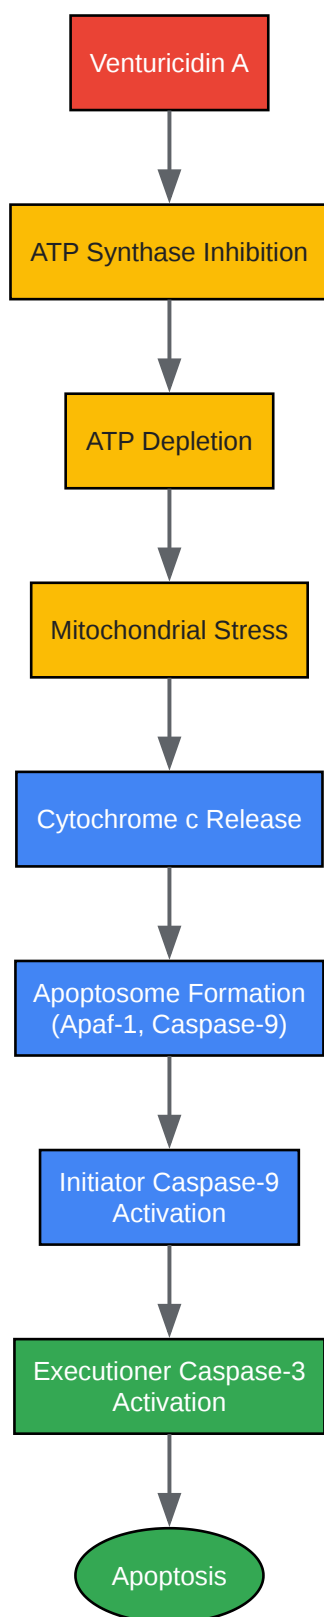 Venturicidin A
ATP Synthase Inhibition
ATP Depletion
Mitochondrial Stress
Cytochrome c Release
Apoptosome Formation
(Apaf-1, Caspase-9)
Initiator Caspase-9
Activation
Executioner Caspase-3
Activation
Apoptosis